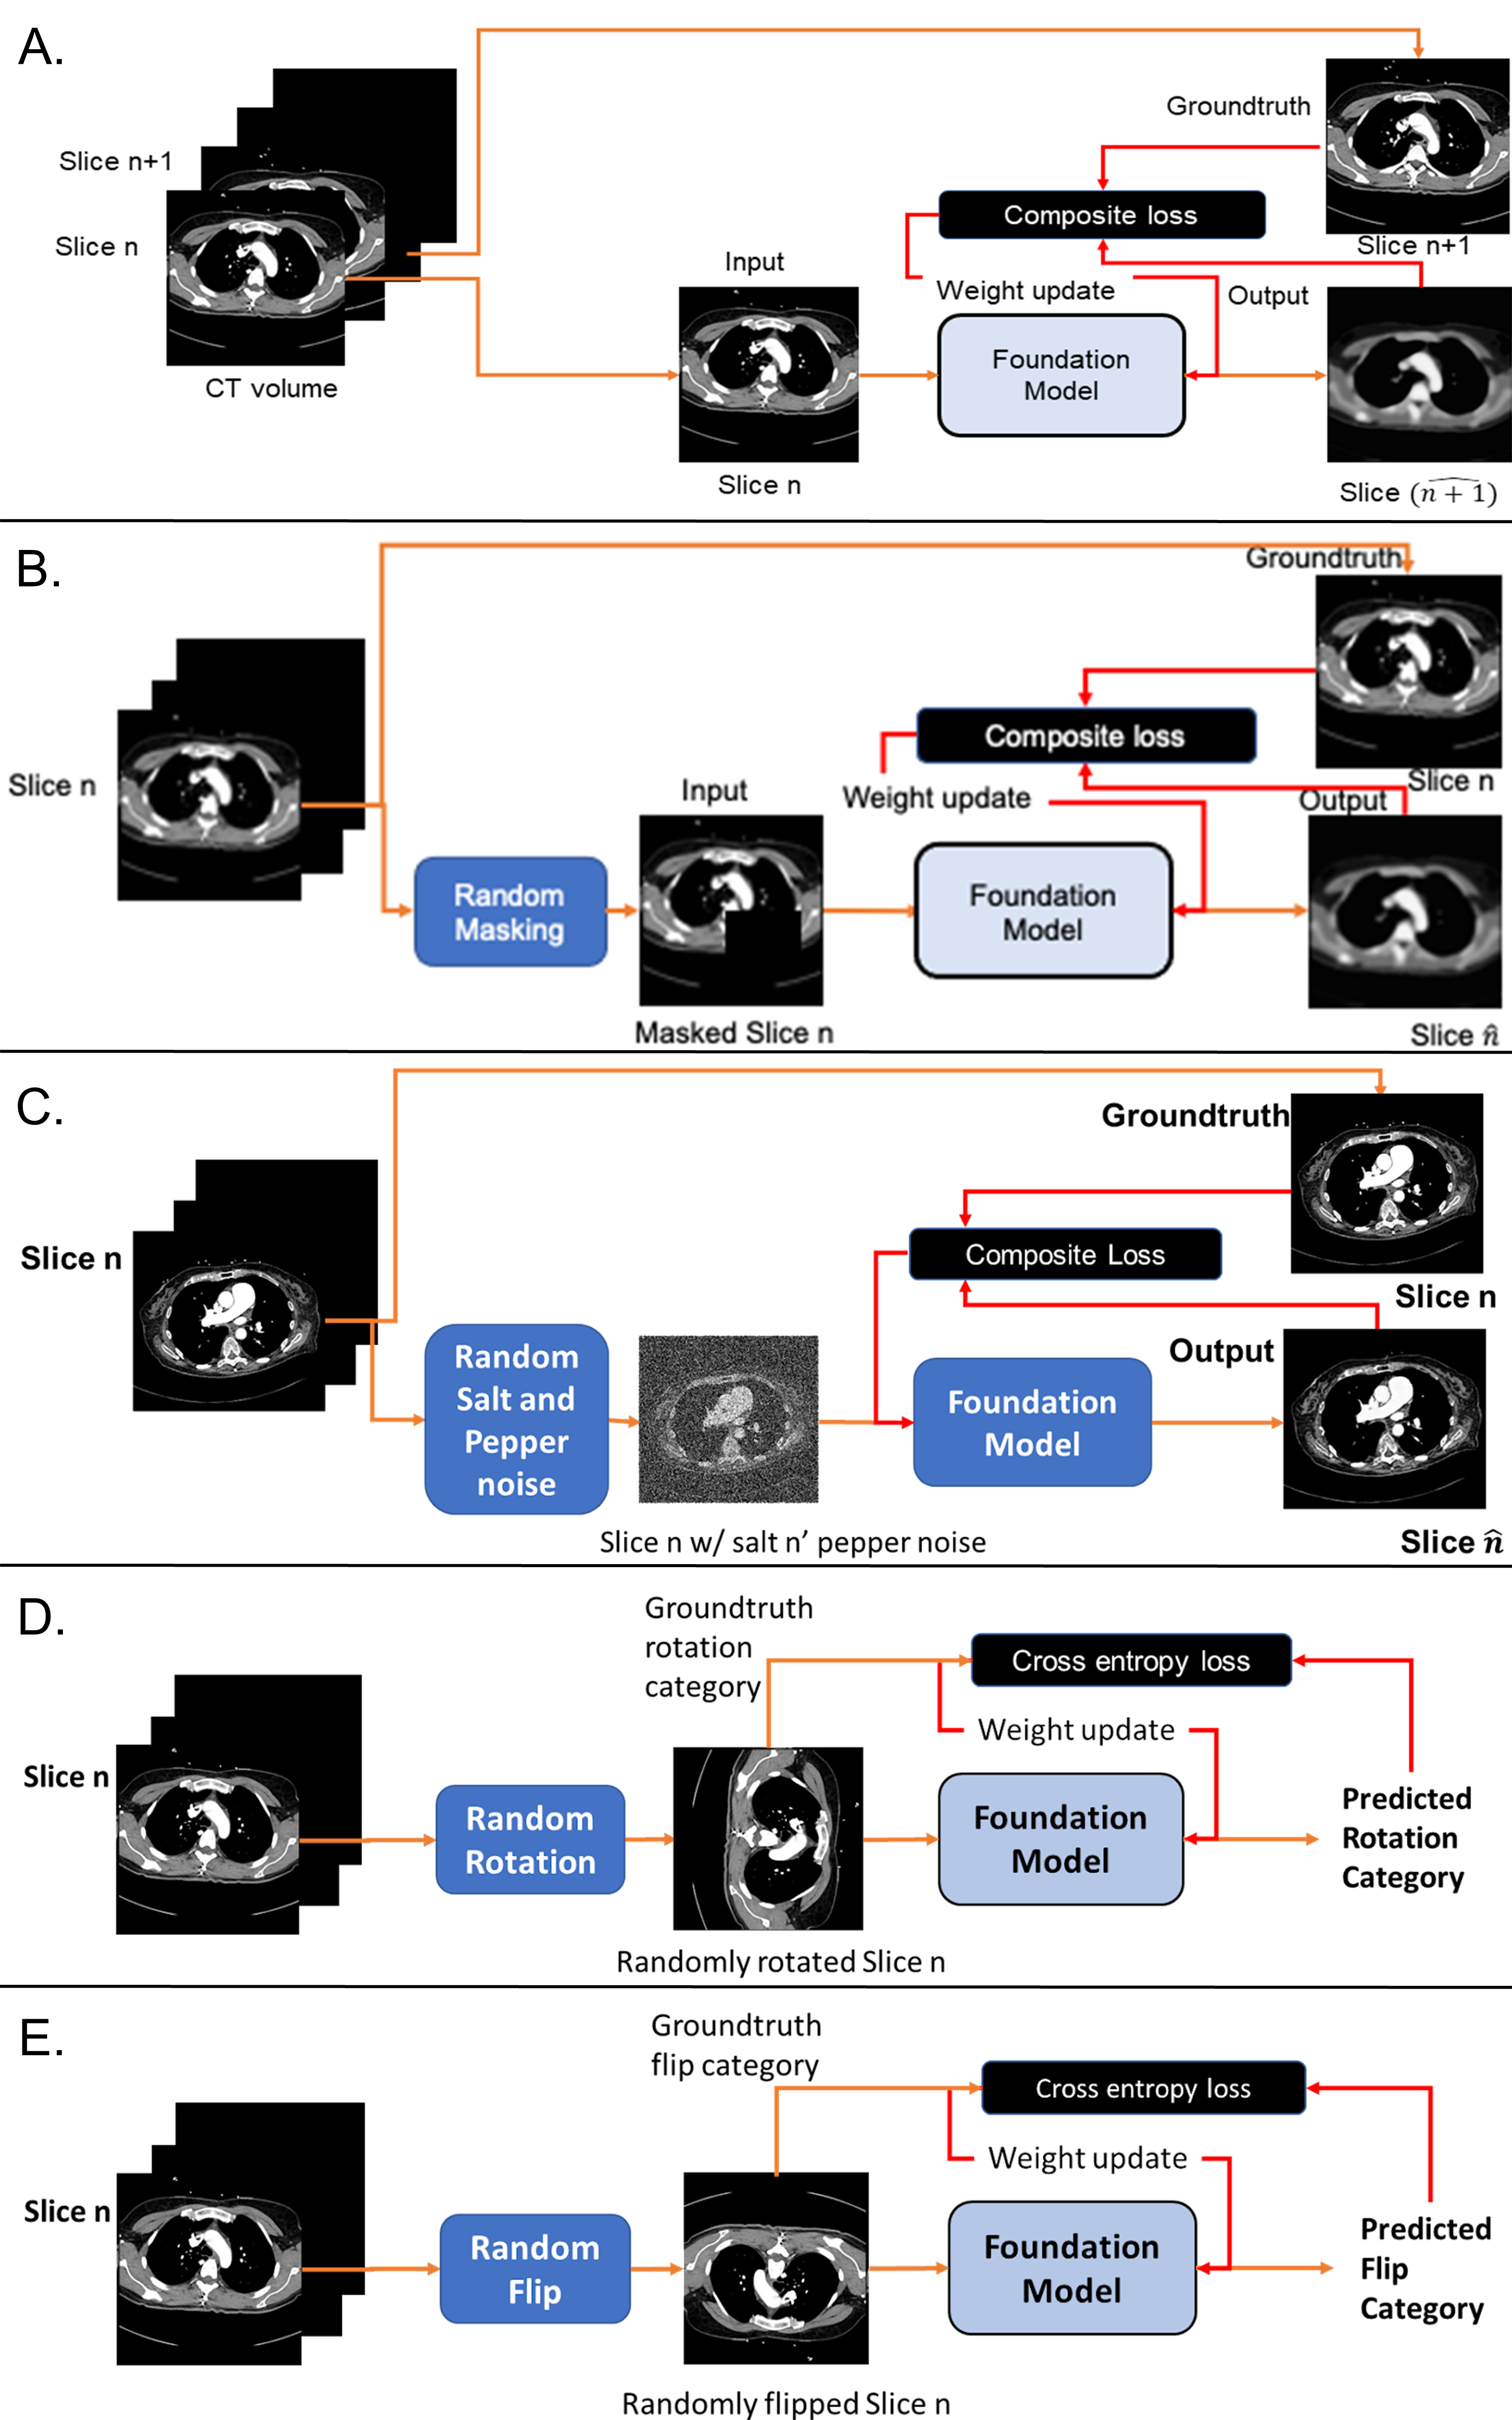 A.
Slice n+1
Slice n
CT volume
Input
Slice n
Groundtruth
Composite loss
Weight update
Foundation
Model
Output
Slice n+1
Slice (\widehat{n + 1})
B.
Slice n
Random
Masking
Input
Masked Slice n
Groundtruth
Composite loss
Weight update
Foundation
Model
Slice n
Output
Slice n̂
C.
Slice n
Random
Salt and
Pepper
noise
Slice n w/ salt n’ pepper noise
Groundtruth
Composite Loss
Foundation
Model
Slice n
Output
Slice n̂
D.
Slice n
Random
Rotation
Groundtruth
rotation
category
Randomly rotated Slice n
Cross entropy loss
Weight update
Foundation
Model
Predicted
Rotation
Category
E.
Slice n
Random
Flip
Groundtruth
flip category
Randomly flipped Slice n
Cross entropy loss
Weight update
Foundation
Model
Predicted
Flip
Category